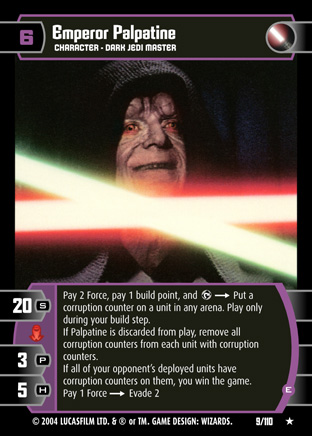 6
Emperor Palpatine
CHARACTER - DARK JEDI MASTER
20 S
3 P
5 H
Pay 2 Force, pay 1 build point, and → Put a
corruption counter on a unit in any arena. Play only
during your build step.
If Palpatine is discarded from play, remove all
corruption counters from each unit with corruption
counters.
If all of your opponent's deployed units have
corruption counters on them, you win the game.
Pay 1 Force → Evade 2
E
© 2004 LUCASFILM LTD. & ® or TM. GAME DESIGN: WIZARDS. 9/110 ★